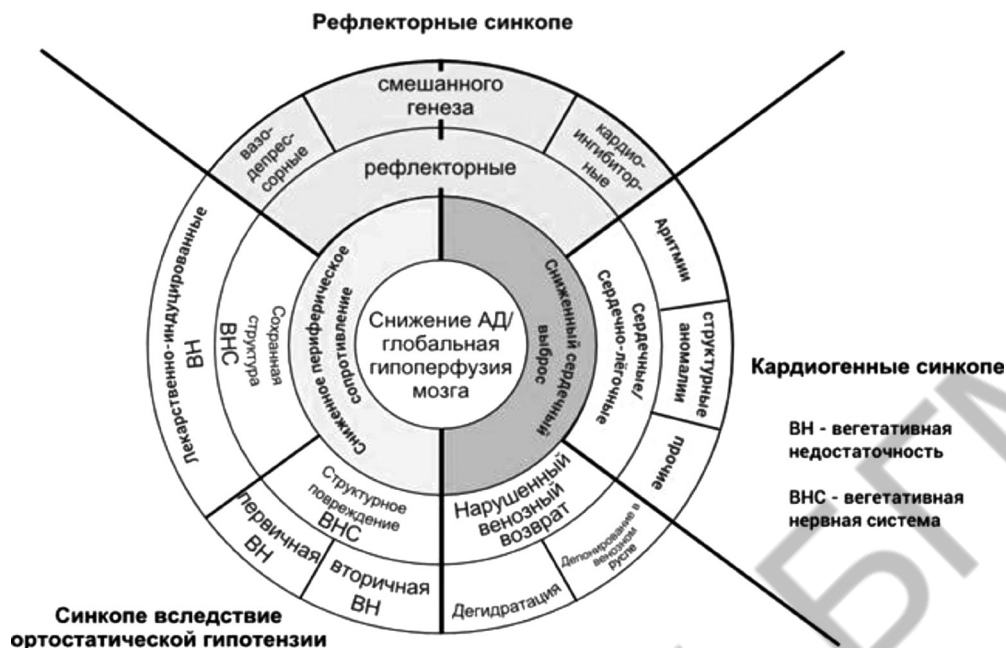 Рефлекторные синкопе
смешанного
генеза
вазо-
депрес-
сорные
кардио-
ингибитор-
ные
рефлекторные
Лекарственно-индуцированные
ВН
Сохранная
структура
ВНС
Сниженное периферическое
сопротивление
Снижение АД/
глобальная
гипоперфузия
мозга
Сниженный сердечный
выброс
Сердечные/
Сердечно-лёгочные
Аритмии
структурные
аномалии
прочие
Кардиогенные синкопе
ВН - вегетативная
недостаточность
ВНС - вегетативная
нервная система
Структурное
повреждение
ВНС
Нарушенный
венозный
возврат
первичная
ВН
вторичная
ВН
Дегидратация
Депонирование в
венозном
русле
Синкопе вследствие
ортостатической гипотензии
БГМ